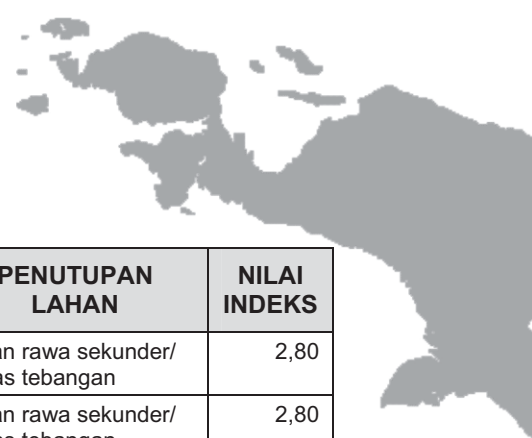 PENUTUPAN
LAHAN
NILAI
INDEKS
rawa sekunder/
2,80
tebangan
rawa sekunder/
2,80